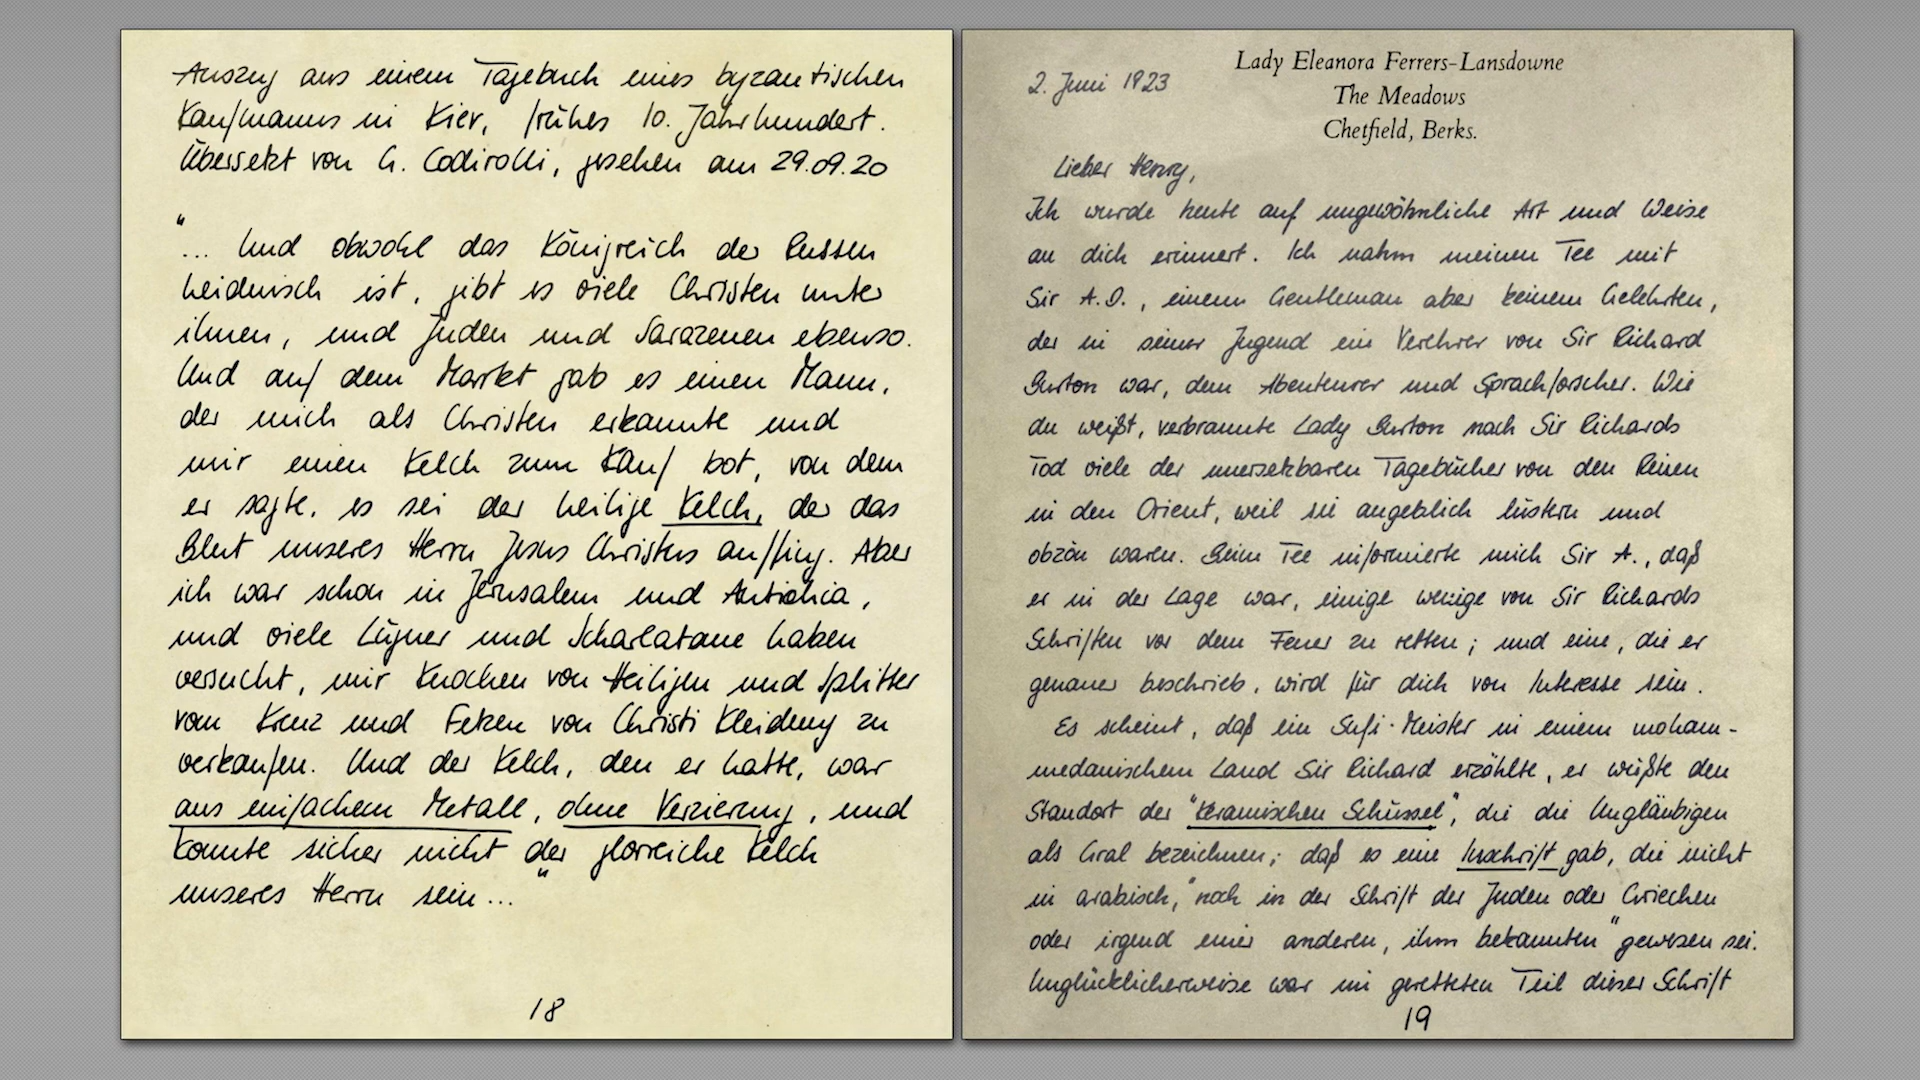 Auszug aus einem Tagebuch eines byzantischen
Kaufmanns in Kiev, frühes 10. Jahrhundert.
Übersetzt von G. Codirolli, gesehen am 29.09.20
"
... Und obwohl das Königreich der Russen
heidnisch ist, gibt es viele Christen unter
ihnen, und Juden und Sarazenen ebenso.
Und auf dem Markt gab es einen Mann,
der mich als Christen erkannte und
mir einen Kelch zum Kauf bot, von dem
er sagte, es sei der heilige Kelch, der das
Blut unseres Herrn Jesus Christus auffing. Aber
ich war schon in Jerusalem und Antiochia,
und viele Lügner und Scharlatane haben
versucht, mir Knochen von Heiligen und Splitter
vom Kreuz und Fetzen von Christi Kleidung zu
verkaufen. Und der Kelch, den er hatte, war
aus einfachem Metall, ohne Verzierung, und
konnte sicher nicht der glorreiche Kelch
unseres Herrn sein..."
18
Lady Eleanora Ferrers-Lansdowne
The Meadows
Chetfield, Berks.
2. Juni 1923
Lieber Henry,
Ich wurde heute auf ungewöhnliche Art und Weise
an dich erinnert. Ich nahm meinen Tee mit
Sir A.D., einem Gentleman aber keinem Gelehrten,
der in seiner Jugend ein Verehrer von Sir Richard
Burton war, dem Abenteurer und Sprachforscher. Wie
du weißt, verbrannte Lady Burton nach Sir Richards
Tod viele der unersetzbaren Tagebücher von den Reisen
in den Orient, weil sie angeblich lüstern und
obzön waren. Beim Tee informierte mich Sir A., daß
er in der Lage war, einige wenige von Sir Richards
Schriften vor dem Feuer zu retten; und eine, die er
genauer beschrieb, wird für dich von Interesse sein.
Es scheint, daß ein Sufi-Meister in einem moham-
medanischem Land Sir Richard erzählte, er wüßte den
Standort der "keramischen Schüssel", die die Ungläubigen
als Gral bezeichnen; daß es eine Inschrift gab, die nicht
in arabisch, "noch in der Schrift der Juden oder Griechen
oder irgend einer anderen, ihm bekannten" gewesen sei.
Unglücklicherweise war im geretteten Teil dieser Schrift
19